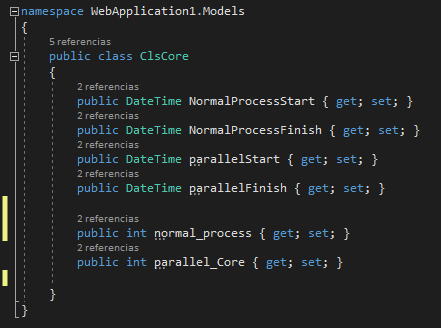 namespace WebApplication1.Models
{
5 referencias
public class ClsCore
{
2 referencias
public DateTime NormalProcessStart { get; set; }
2 referencias
public DateTime NormalProcessFinish { get; set; }
2 referencias
public DateTime parallelStart { get; set; }
2 referencias
public DateTime parallelFinish { get; set; }
2 referencias
public int normal_process { get; set; }
2 referencias
public int parallel_Core { get; set; }
}
}